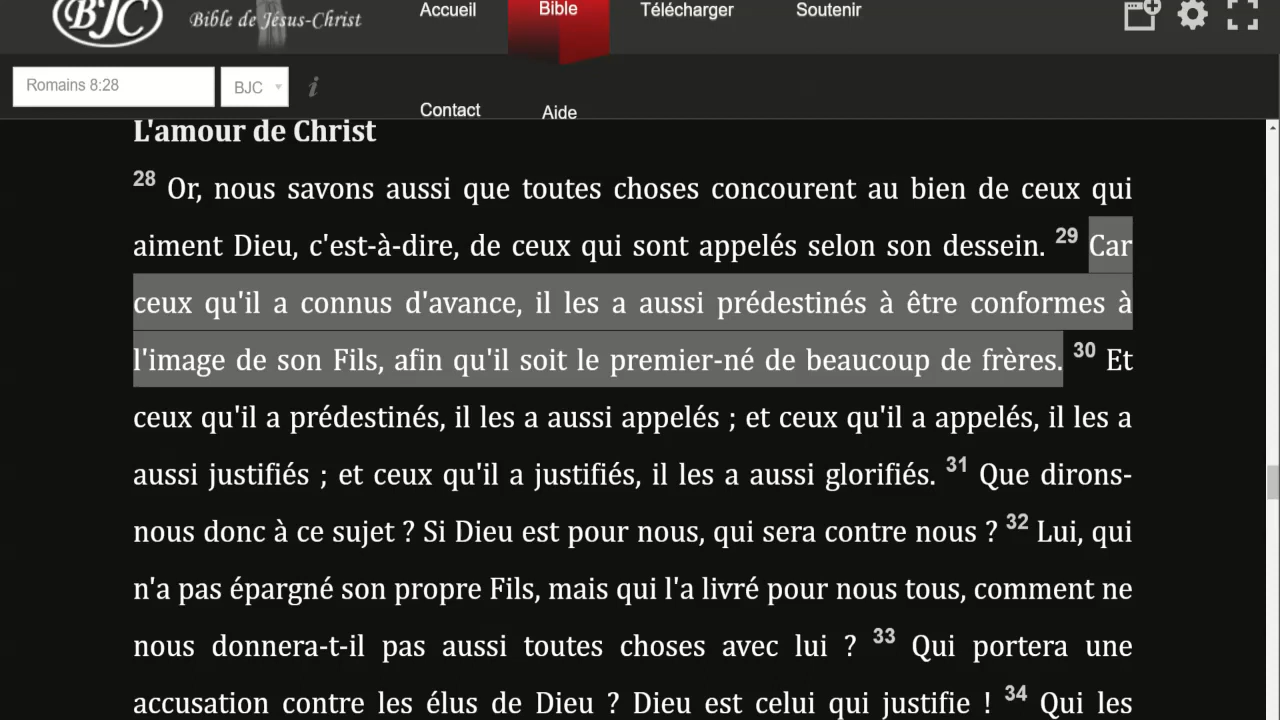 BJC Bible de Jésus-Christ Accueil Bible Télécharger Soutenir
Romains 8:28 BJC i Contact Aide
L'amour de Christ
28 Or, nous savons aussi que toutes choses concourent au bien de ceux qui
aiment Dieu, c'est-à-dire, de ceux qui sont appelés selon son dessein. 29 Car
ceux qu'il a connus d'avance, il les a aussi prédestinés à être conformes à
l'image de son Fils, afin qu'il soit le premier-né de beaucoup de frères. 30 Et
ceux qu'il a prédestinés, il les a aussi appelés ; et ceux qu'il a appelés, il les a
aussi justifiés ; et ceux qu'il a justifiés, il les a aussi glorifiés. 31 Que dirons-
nous donc à ce sujet ? Si Dieu est pour nous, qui sera contre nous ? 32 Lui, qui
n'a pas épargné son propre Fils, mais qui l'a livré pour nous tous, comment ne
nous donnera-t-il pas aussi toutes choses avec lui ? 33 Qui portera une
accusation contre les élus de Dieu ? Dieu est celui qui justifie ! 34 Qui les